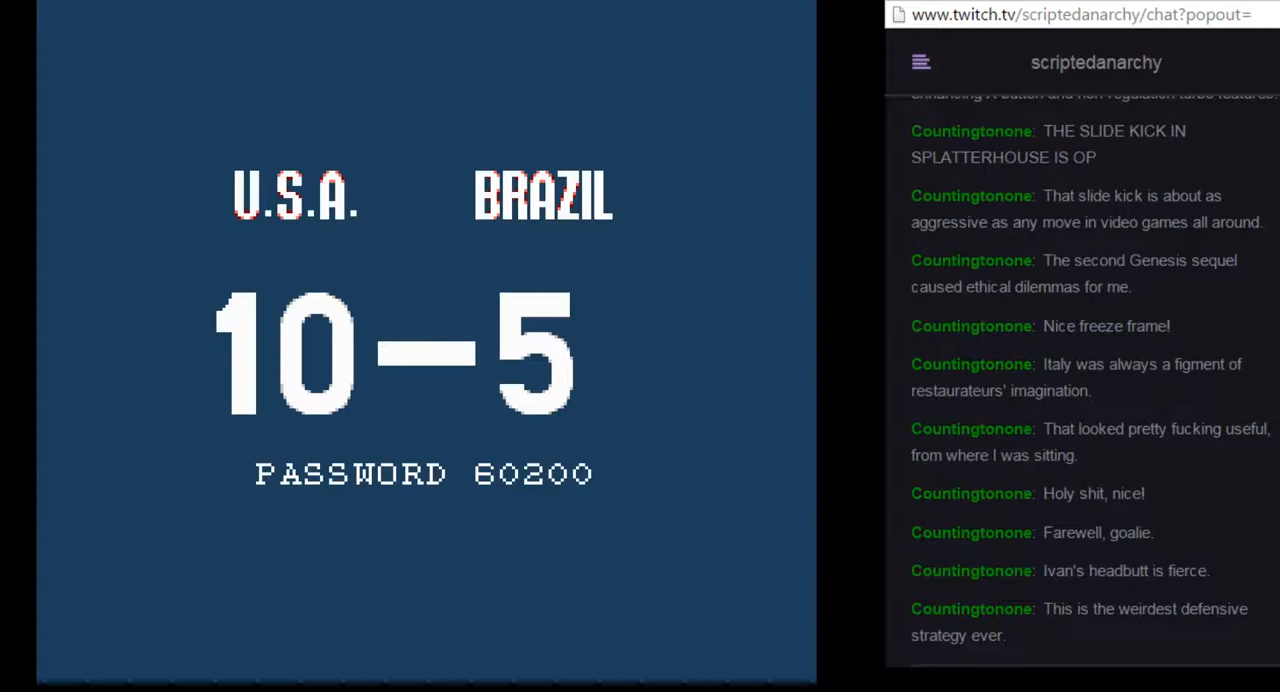 U.S.A. BRAZIL
10-5
PASSWORD 60200
www.twitch.tv/scriptedanarchy/chat?popout=
scriptedanarchy
Countingtonone: THE SLIDE KICK IN
SPLATTERHOUSE IS OP
Countingtonone: That slide kick is about as
aggressive as any move in video games all around.
Countingtonone: The second Genesis sequel
caused ethical dilemmas for me.
Countingtonone: Nice freeze frame!
Countingtonone: Italy was always a figment of
restaurateurs' imagination.
Countingtonone: That looked pretty fucking useful,
from where I was sitting.
Countingtonone: Holy shit, nice!
Countingtonone: Farewell, goalie.
Countingtonone: Ivan's headbutt is fierce.
Countingtonone: This is the weirdest defensive
strategy ever.